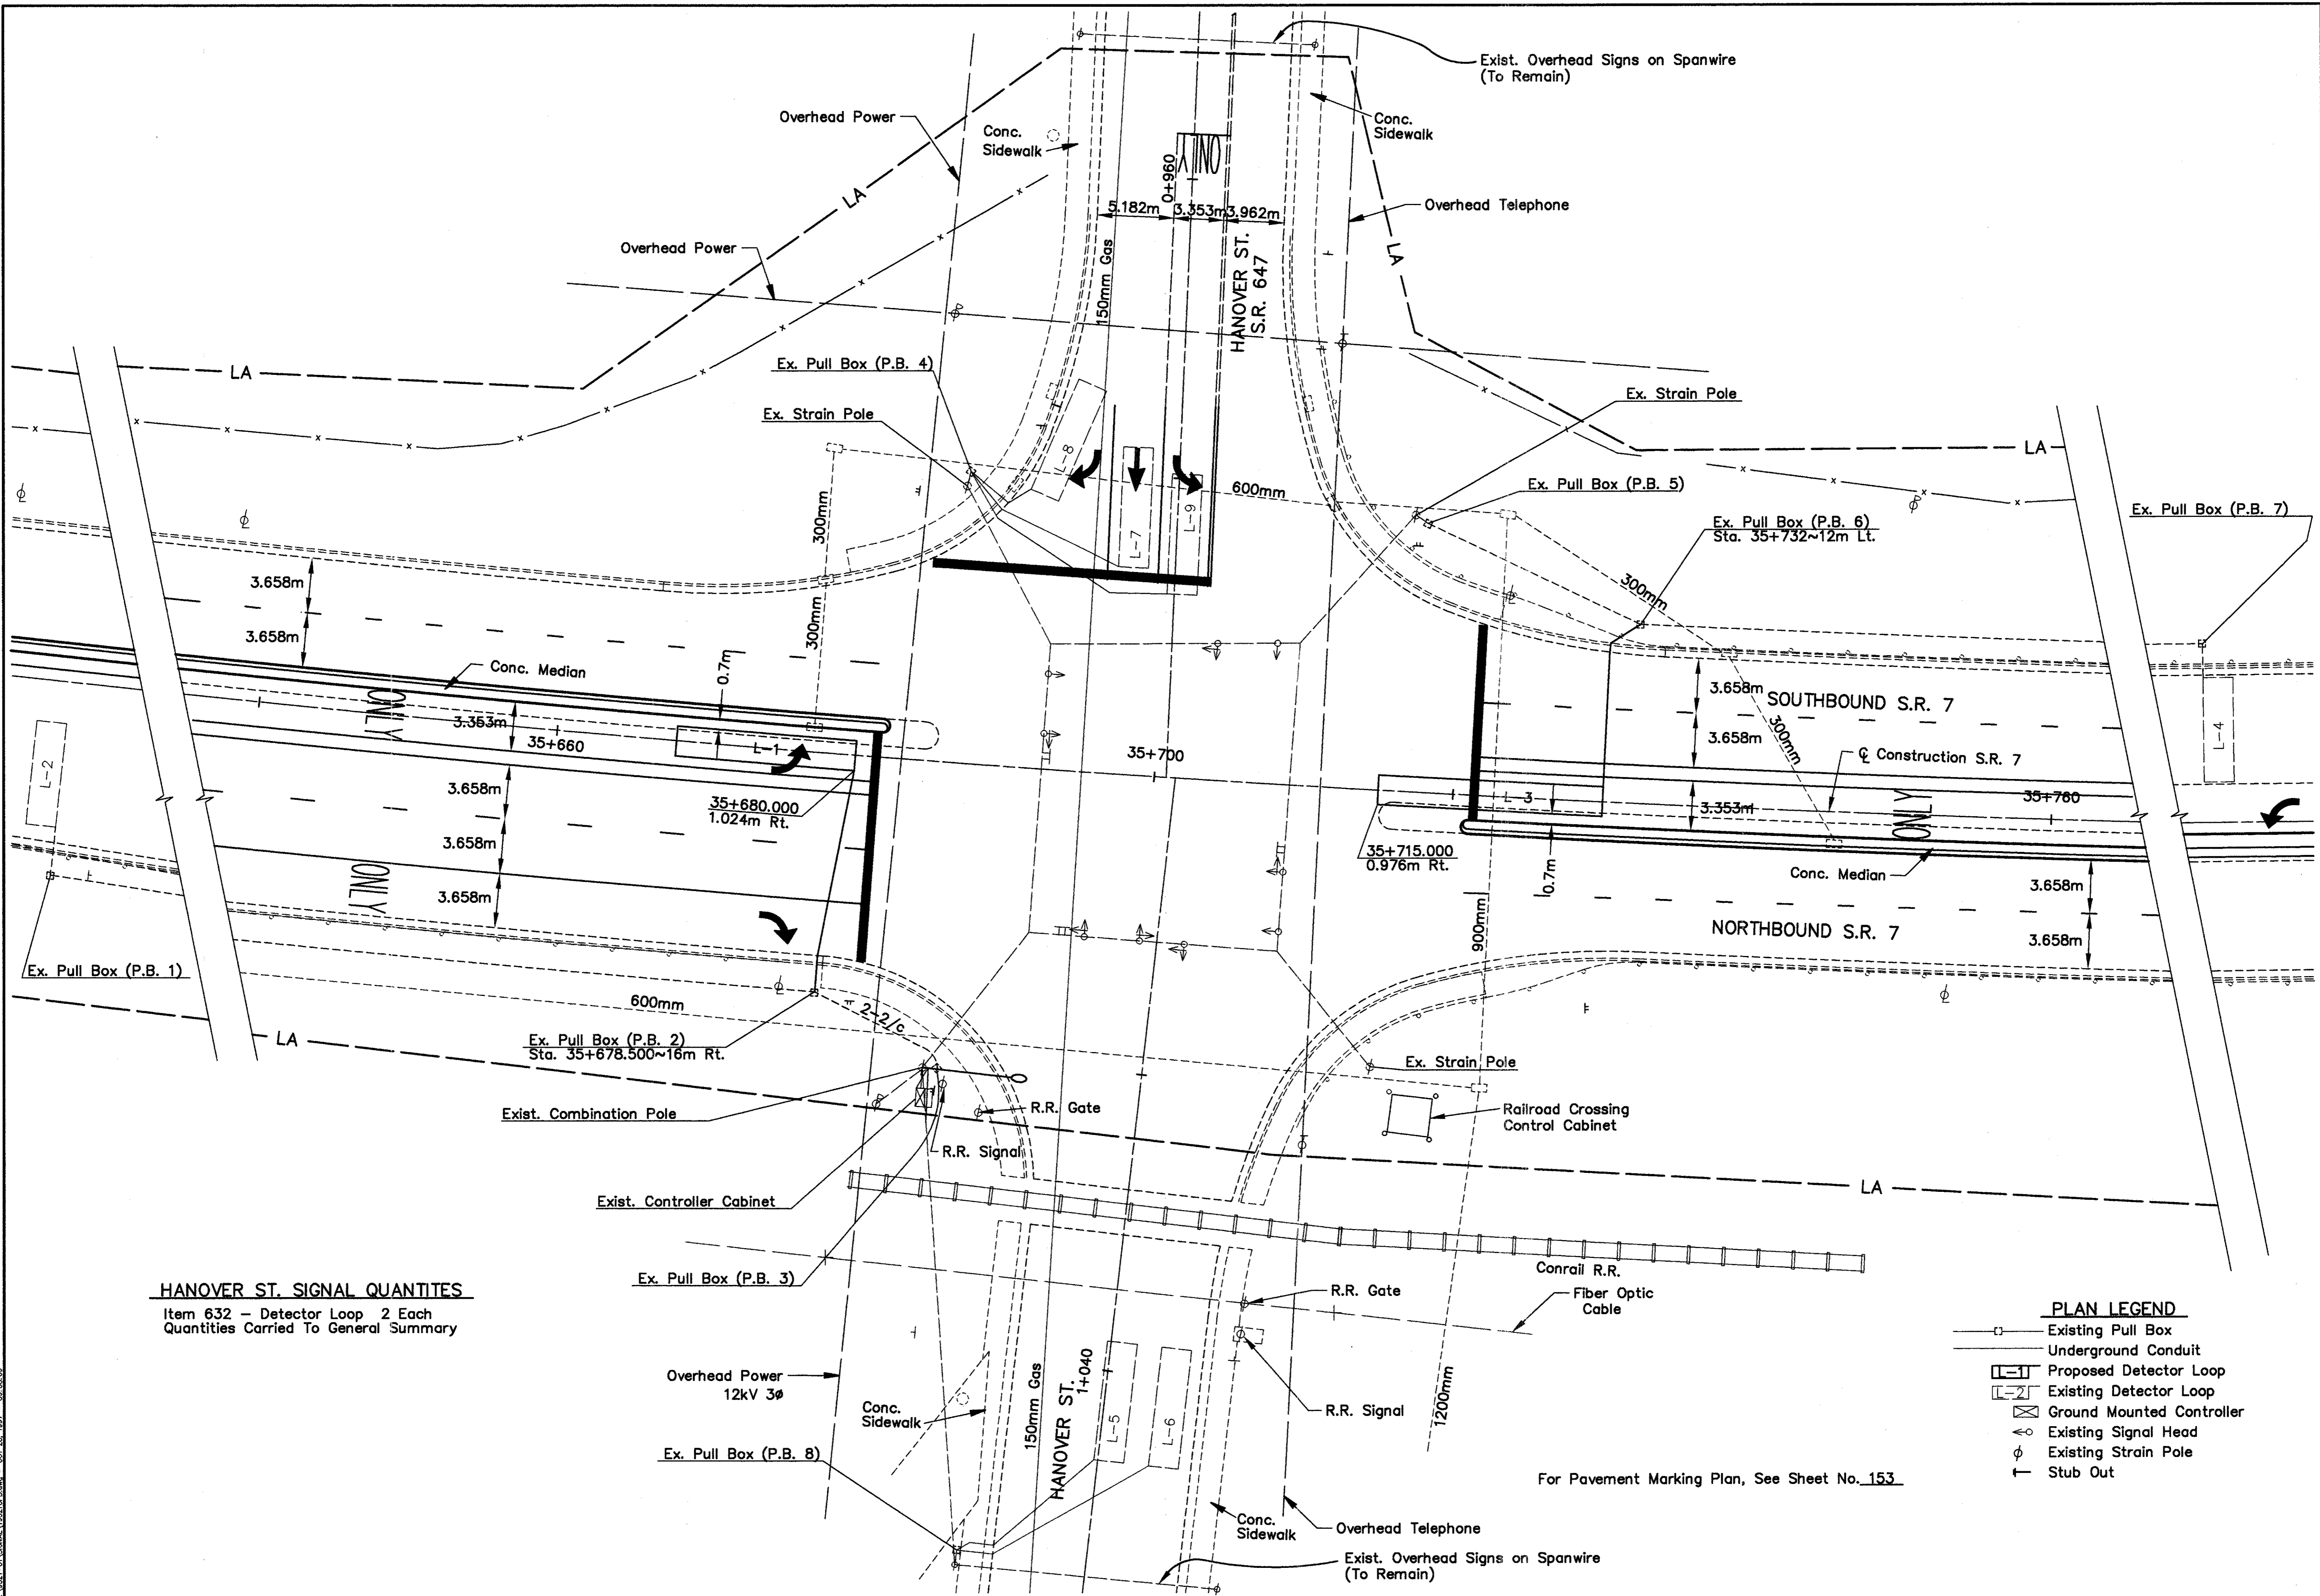 Exist. Overhead Signs on Spanwire
(To Remain)
Overhead Power
Conc.
Sidewalk
Conc.
Sidewalk
ONLY
0+960
LA
5.182m
3.353m
3.962m
Overhead Telephone
Overhead Power
LA
150mm Gas
HANOVER ST.
S.R. 647
LA
Ex. Pull Box (P.B. 4)
Ex. Strain Pole
Ex. Strain Pole
LA
L-8
600mm
Ex. Pull Box (P.B. 5)
Ex. Pull Box (P.B. 7)
L-9
L-7
300mm
Ex. Pull Box (P.B. 6)
Sta. 35+732~12m Lt.
3.658m
300mm
300mm
3.658m
Conc. Median
0.7m
3.658m
SOUTHBOUND S.R. 7
ONLY
3.353m
35+660
L-1
35+700
3.658m
300mm
L-4
L-2
℄ Construction S.R. 7
3.658m
35+680.000
1.024m Rt.
L-3
3.353m
ONLY
35+760
3.658m
35+715.000
0.976m Rt.
0.7m
Conc. Median
ONLY
3.658m
3.658m
900mm
NORTHBOUND S.R. 7
3.658m
Ex. Pull Box (P.B. 1)
600mm
2-2/c
LA
Ex. Pull Box (P.B. 2)
Sta. 35+678.500~16m Rt.
Ex. Strain Pole
Exist. Combination Pole
R.R. Gate
Railroad Crossing
Control Cabinet
R.R. Signal
Exist. Controller Cabinet
LA
Conrail R.R.
Ex. Pull Box (P.B. 3)
R.R. Gate
Fiber Optic
Cable
HANOVER ST. SIGNAL QUANTITES
Item 632 - Detector Loop 2 Each
Quantities Carried To General Summary
PLAN LEGEND
Existing Pull Box
Underground Conduit
L-1 Proposed Detector Loop
L-2 Existing Detector Loop
Ground Mounted Controller
Existing Signal Head
Existing Strain Pole
Stub Out
Overhead Power
12kV 3ø
Conc.
Sidewalk
150mm Gas
HANOVER ST.
1+040
L-5
L-6
R.R. Signal
1200mm
Ex. Pull Box (P.B. 8)
For Pavement Marking Plan, See Sheet No. 153
Conc.
Sidewalk
Overhead Telephone
Exist. Overhead Signs on Spanwire
(To Remain)